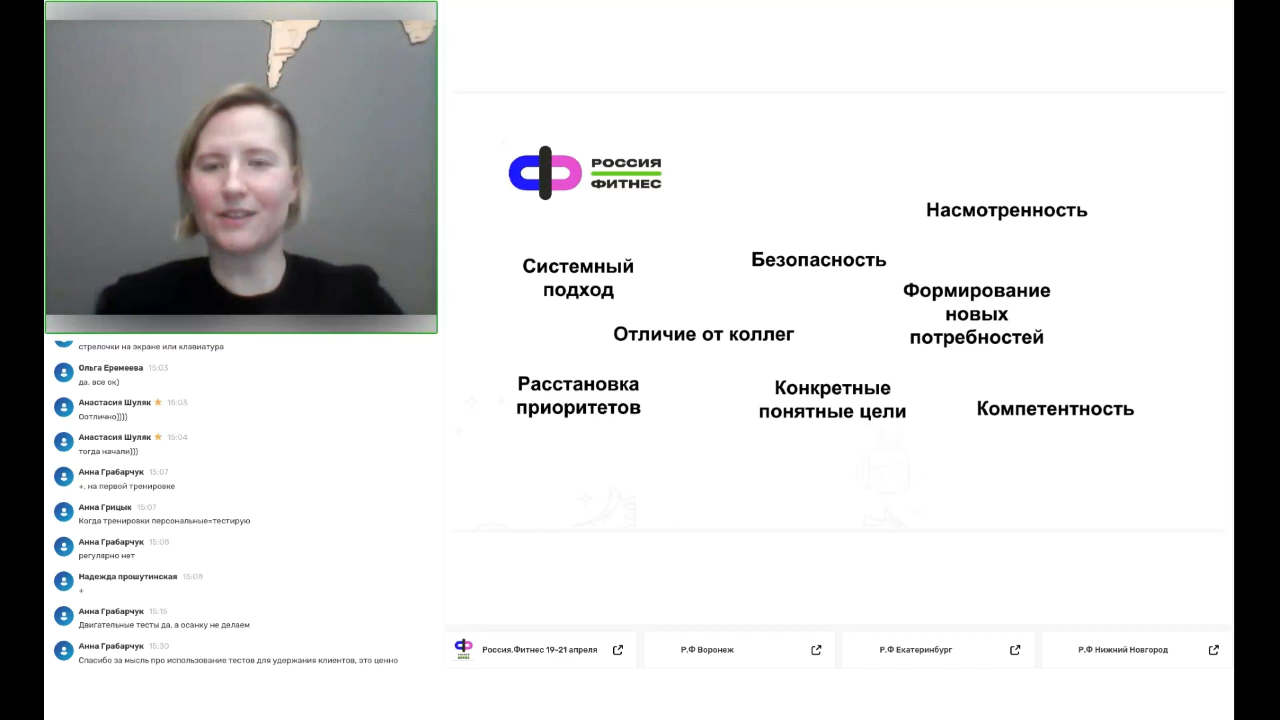 стрелочки на экране или клавиатура
Ольга Еремеева 15:03
да, все ок)
Анастасия Шуляк 15:03
Оотлично))))
Анастасия Шуляк 15:04
тогда начали)))
Анна Грабарчук 15:07
+, на первой тренировке
Анна Грицык 15:07
Когда тренировки персональные=тестирую
Анна Грабарчук 15:08
регулярно нет
Надежда прошутинская 15:08
+
Анна Грабарчук 15:15
Двигательные тесты да, а осанку не делаем
Анна Грабарчук 15:30
Спасибо за мысль про использование тестов для удержания клиентов, это ценно
РОССИЯ
ФИТНЕС
Насмотренность
Безопасность
Системный
подход
Формирование
новых
потребностей
Отличие от коллег
Расстановка
приоритетов
Конкретные
понятные цели
Компетентность
Россия.Фитнес 19-21 апреля
Р.Ф Воронеж
Р.Ф Екатеринбург
Р.Ф Нижний Новгород